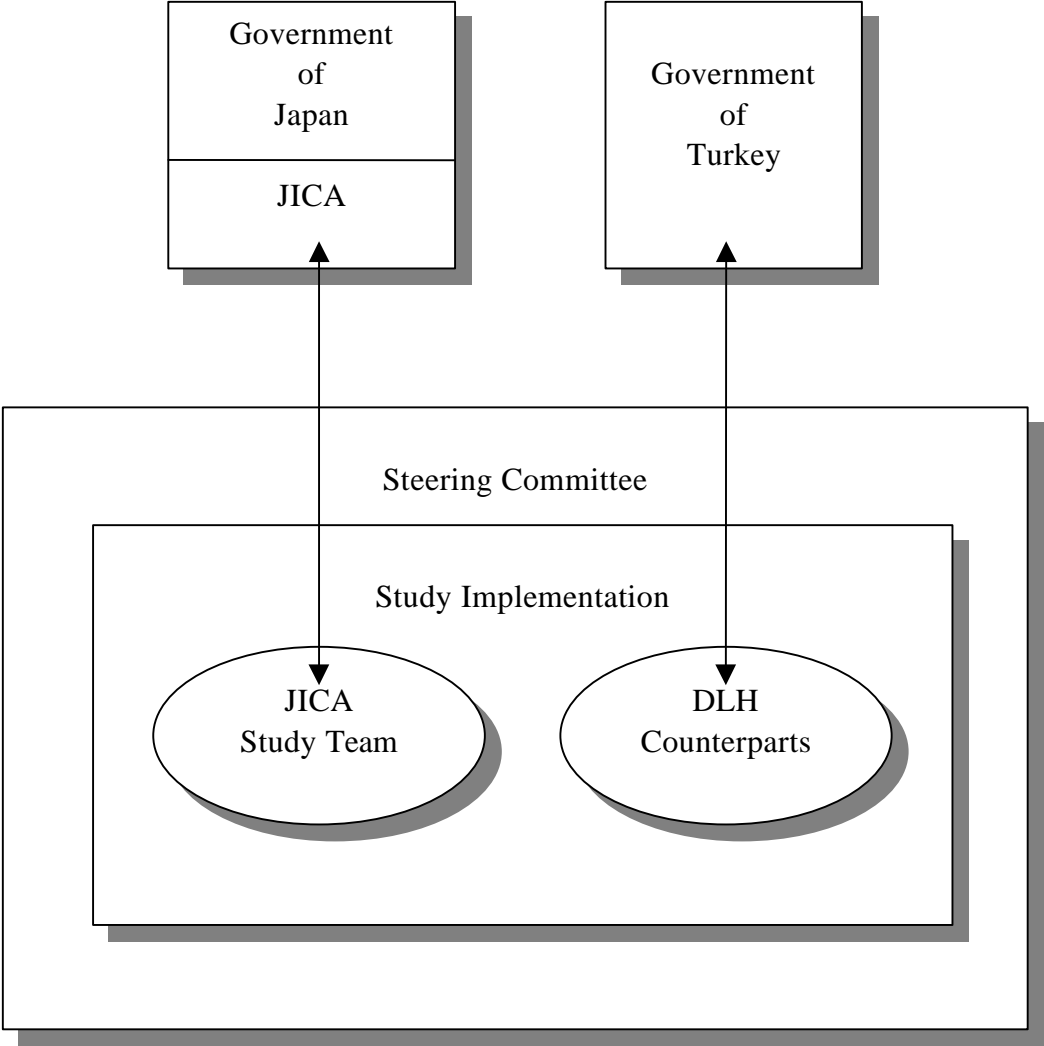 Government
of
Japan
JICA
Government
of
Turkey
Steering Committee
Study Implementation
JICA
Study Team
DLH
Counterparts